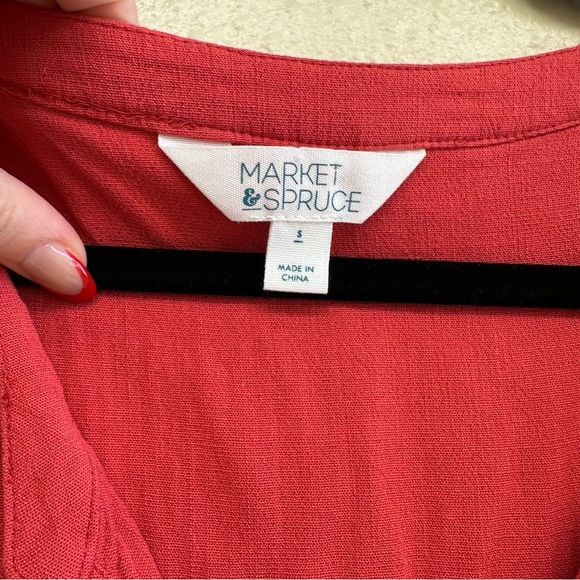 MARKET
& SPRUCE
S
MADE IN
CHINA